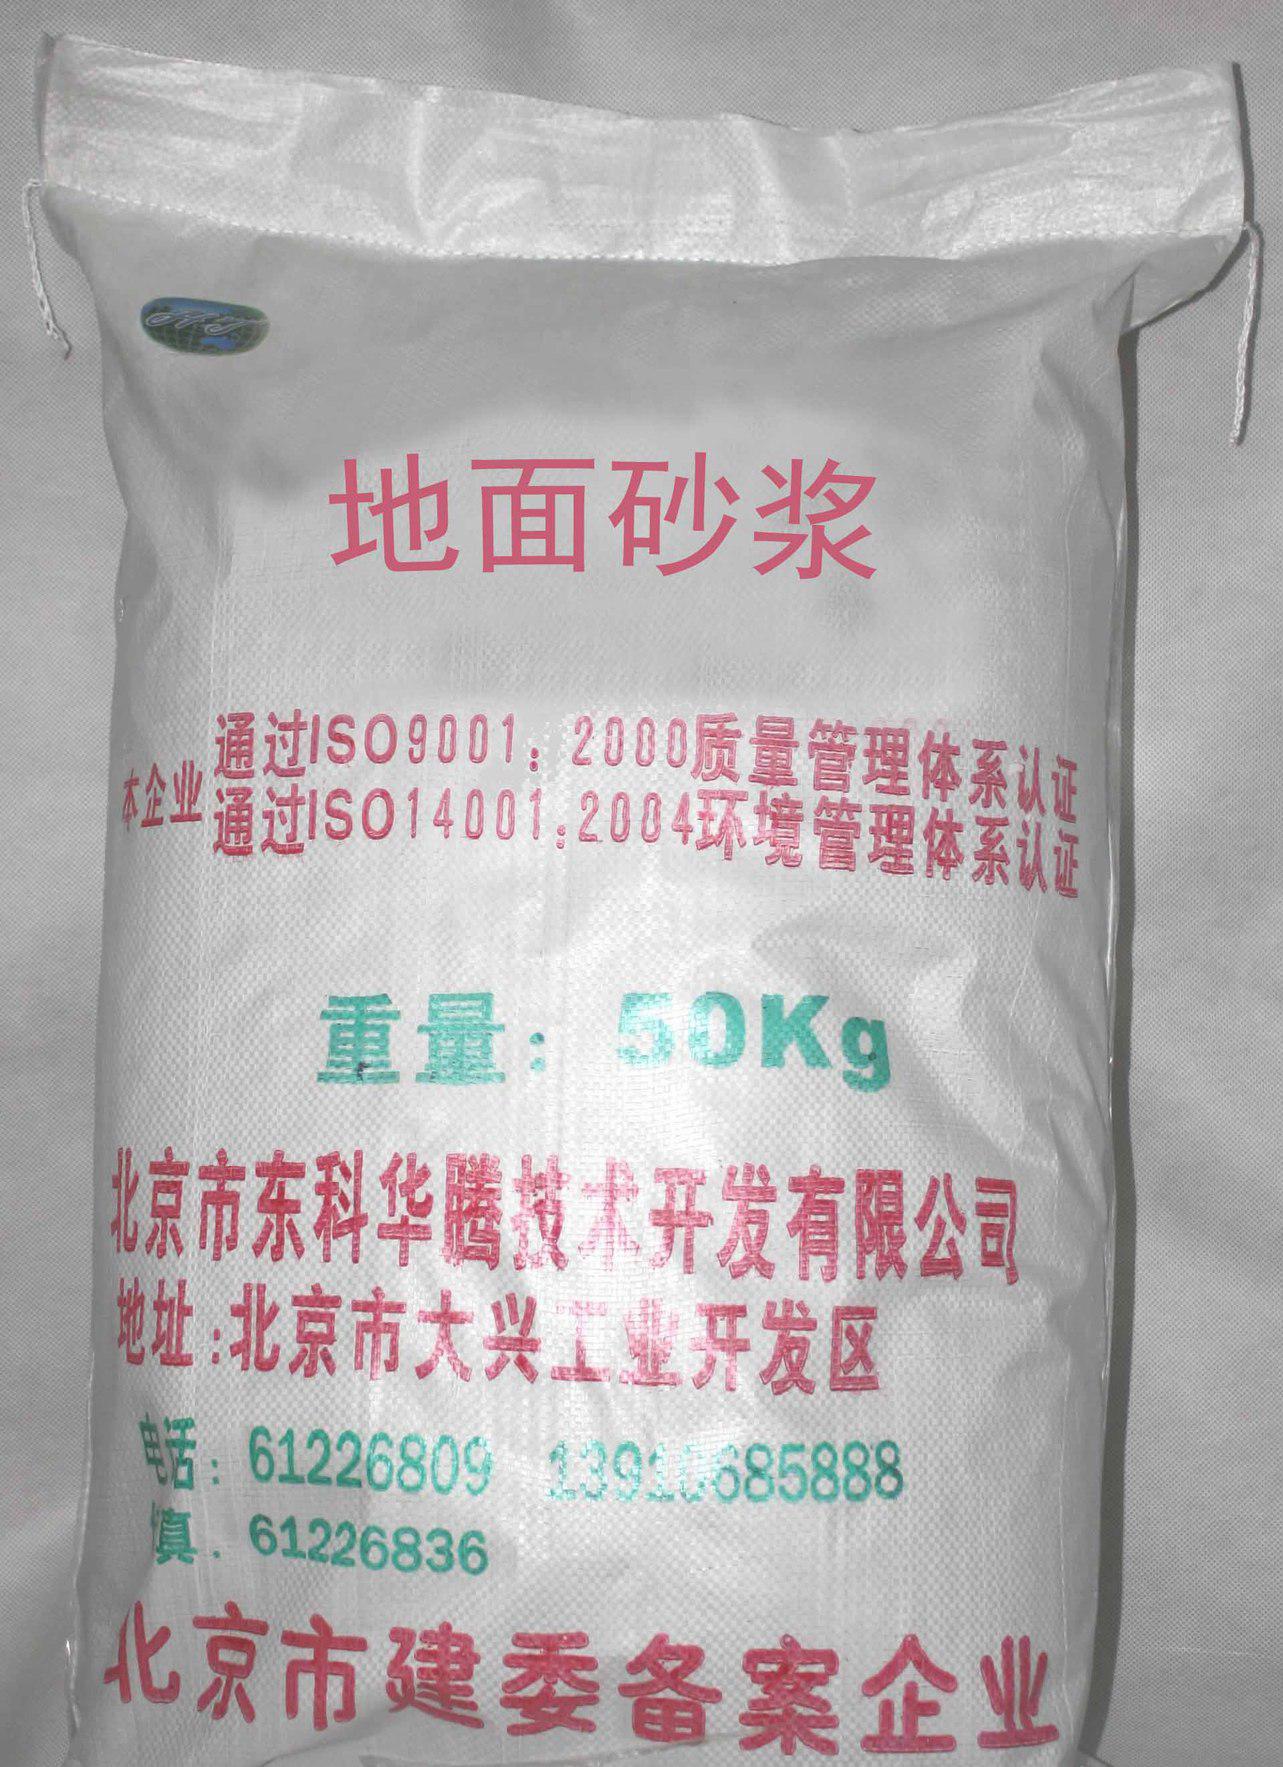 地面砂浆
本企业
通过ISO9001:2000质量管理体系认证
通过ISO14001:2004环境管理体系认证
重量:50Kg
北京市东科华腾技术开发有限公司
地址:北京市大兴工业开发区
电话:61226809 13910685888
传真:61226836
北京市建委备案企业